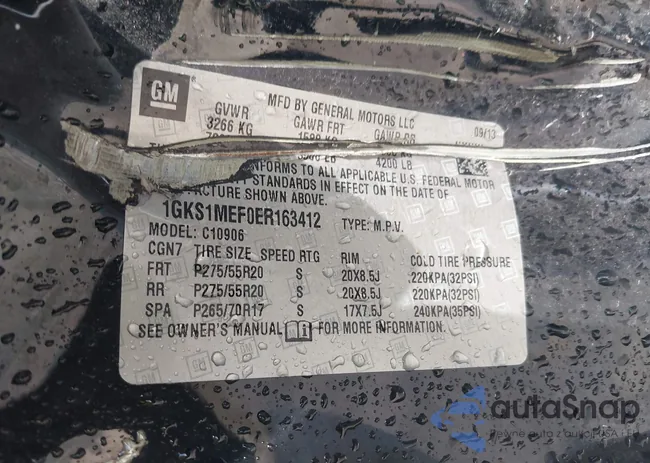 GM
MFD BY GENERAL MOTORS LLC
09/13
GVWR GAWR FRT GAWR RR
3266 KG
4200 LB
CONFORMS TO ALL APPLICABLE U.S. FEDERAL MOTOR
SAFETY STANDARDS IN EFFECT ON THE DATE OF
FACTURE SHOWN ABOVE.
1GKS1MEF0ER163412 TYPE: M.P.V.
MODEL: C10906
CGN7 TIRE SIZE SPEED RTG RIM COLD TIRE PRESSURE
FRT P275/55R20 S 20X8.5J 220KPA(32PSI)
RR P275/55R20 S 20X8.5J 220KPA(32PSI)
SPA P265/70R17 S 17X7.5J 240KPA(35PSI)
SEE OWNER'S MANUAL FOR MORE INFORMATION.
autoSnap